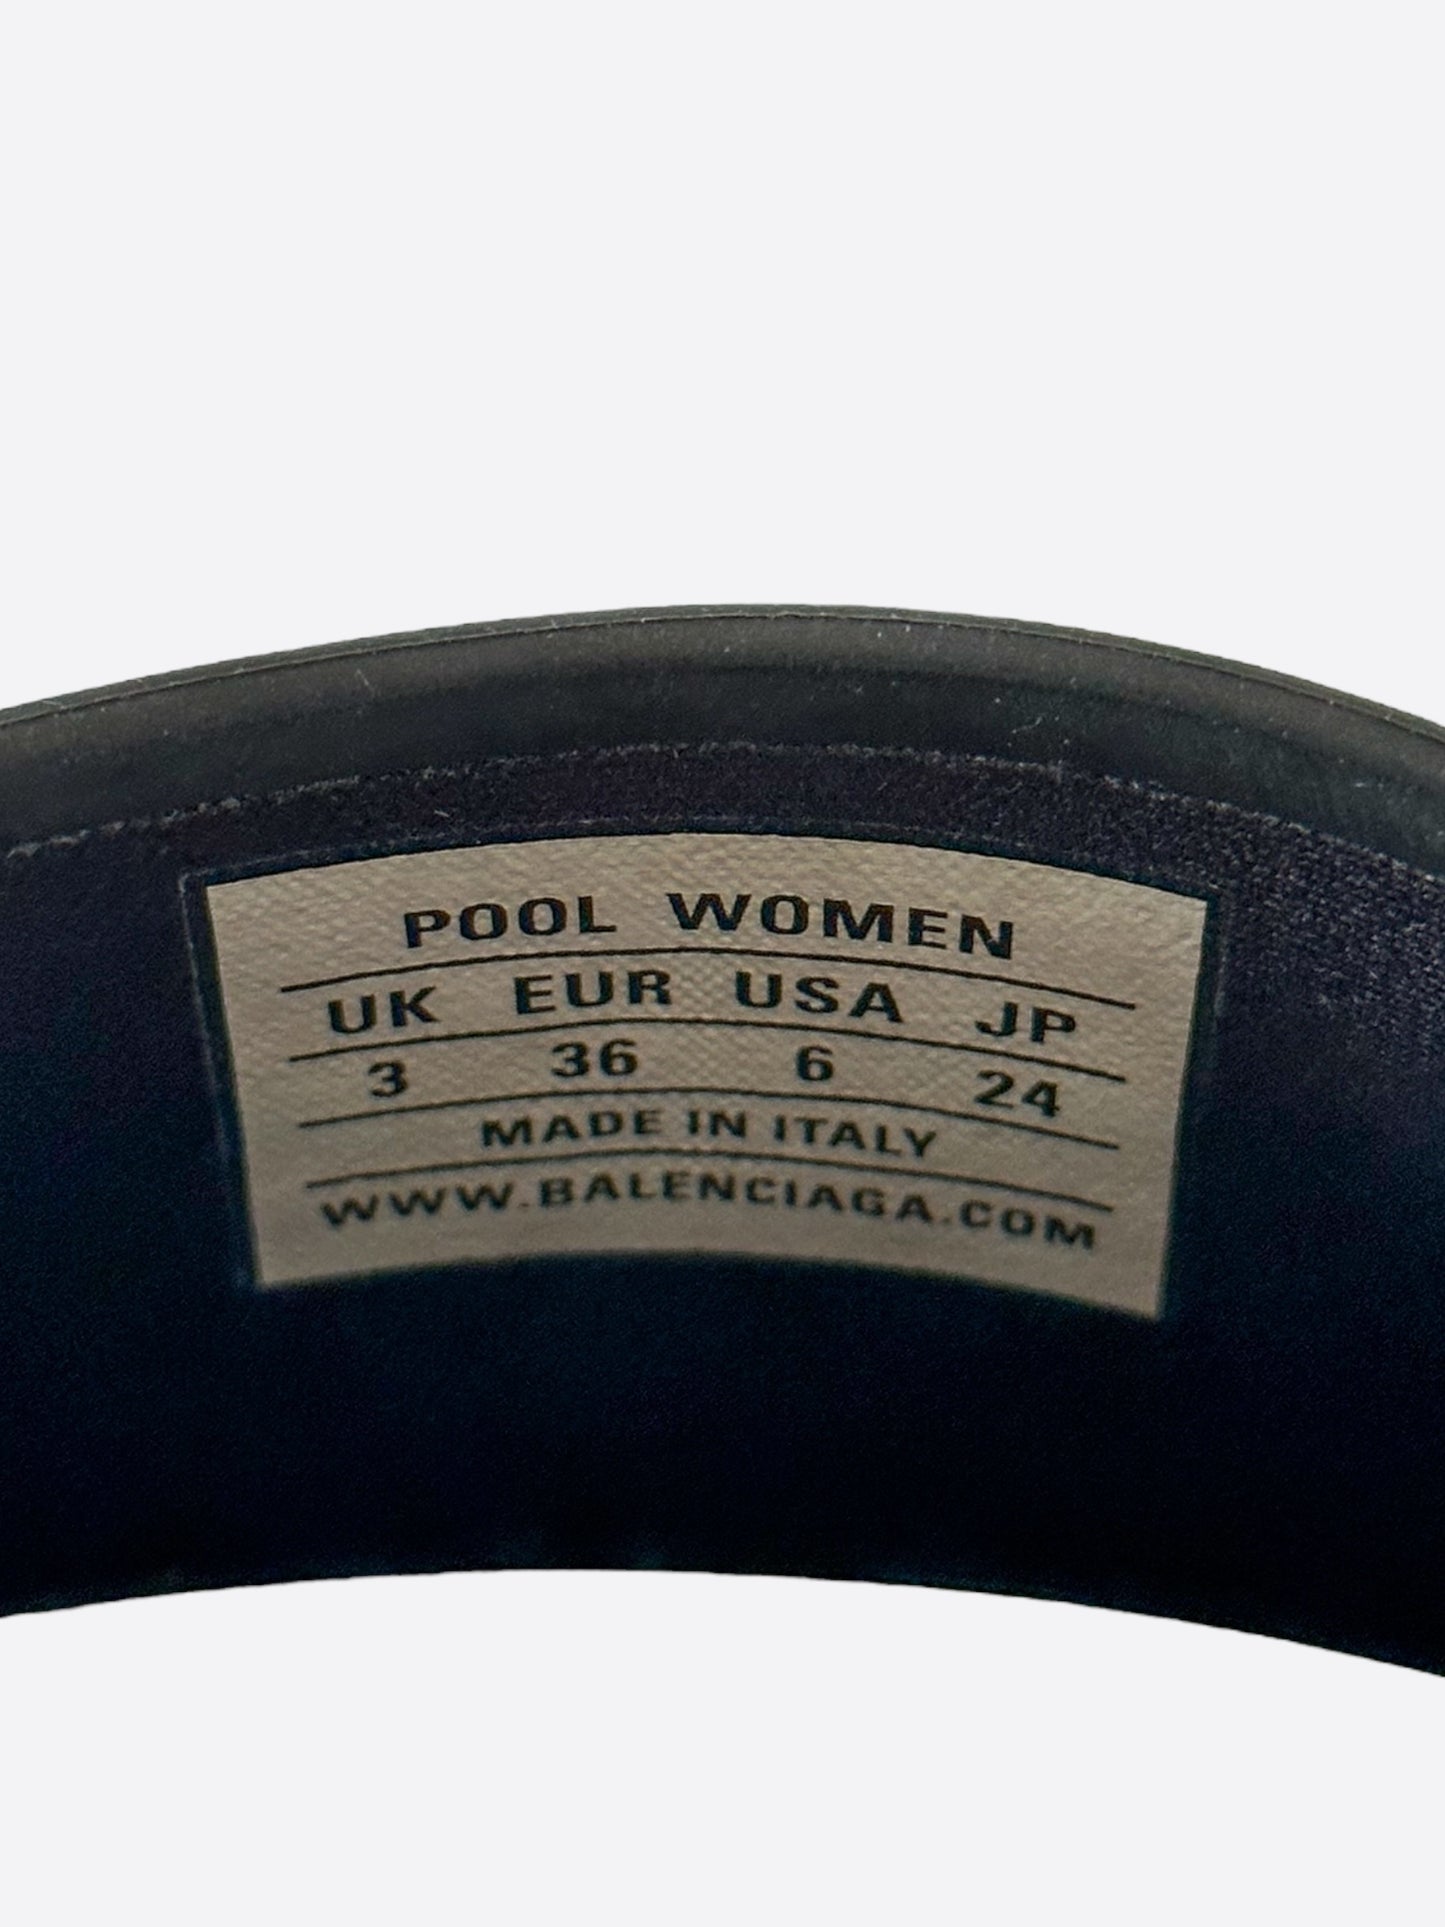 POOL WOMEN
UK EUR USA JP
3 36 6 24
MADE IN ITALY
WWW.BALENCIAGA.COM